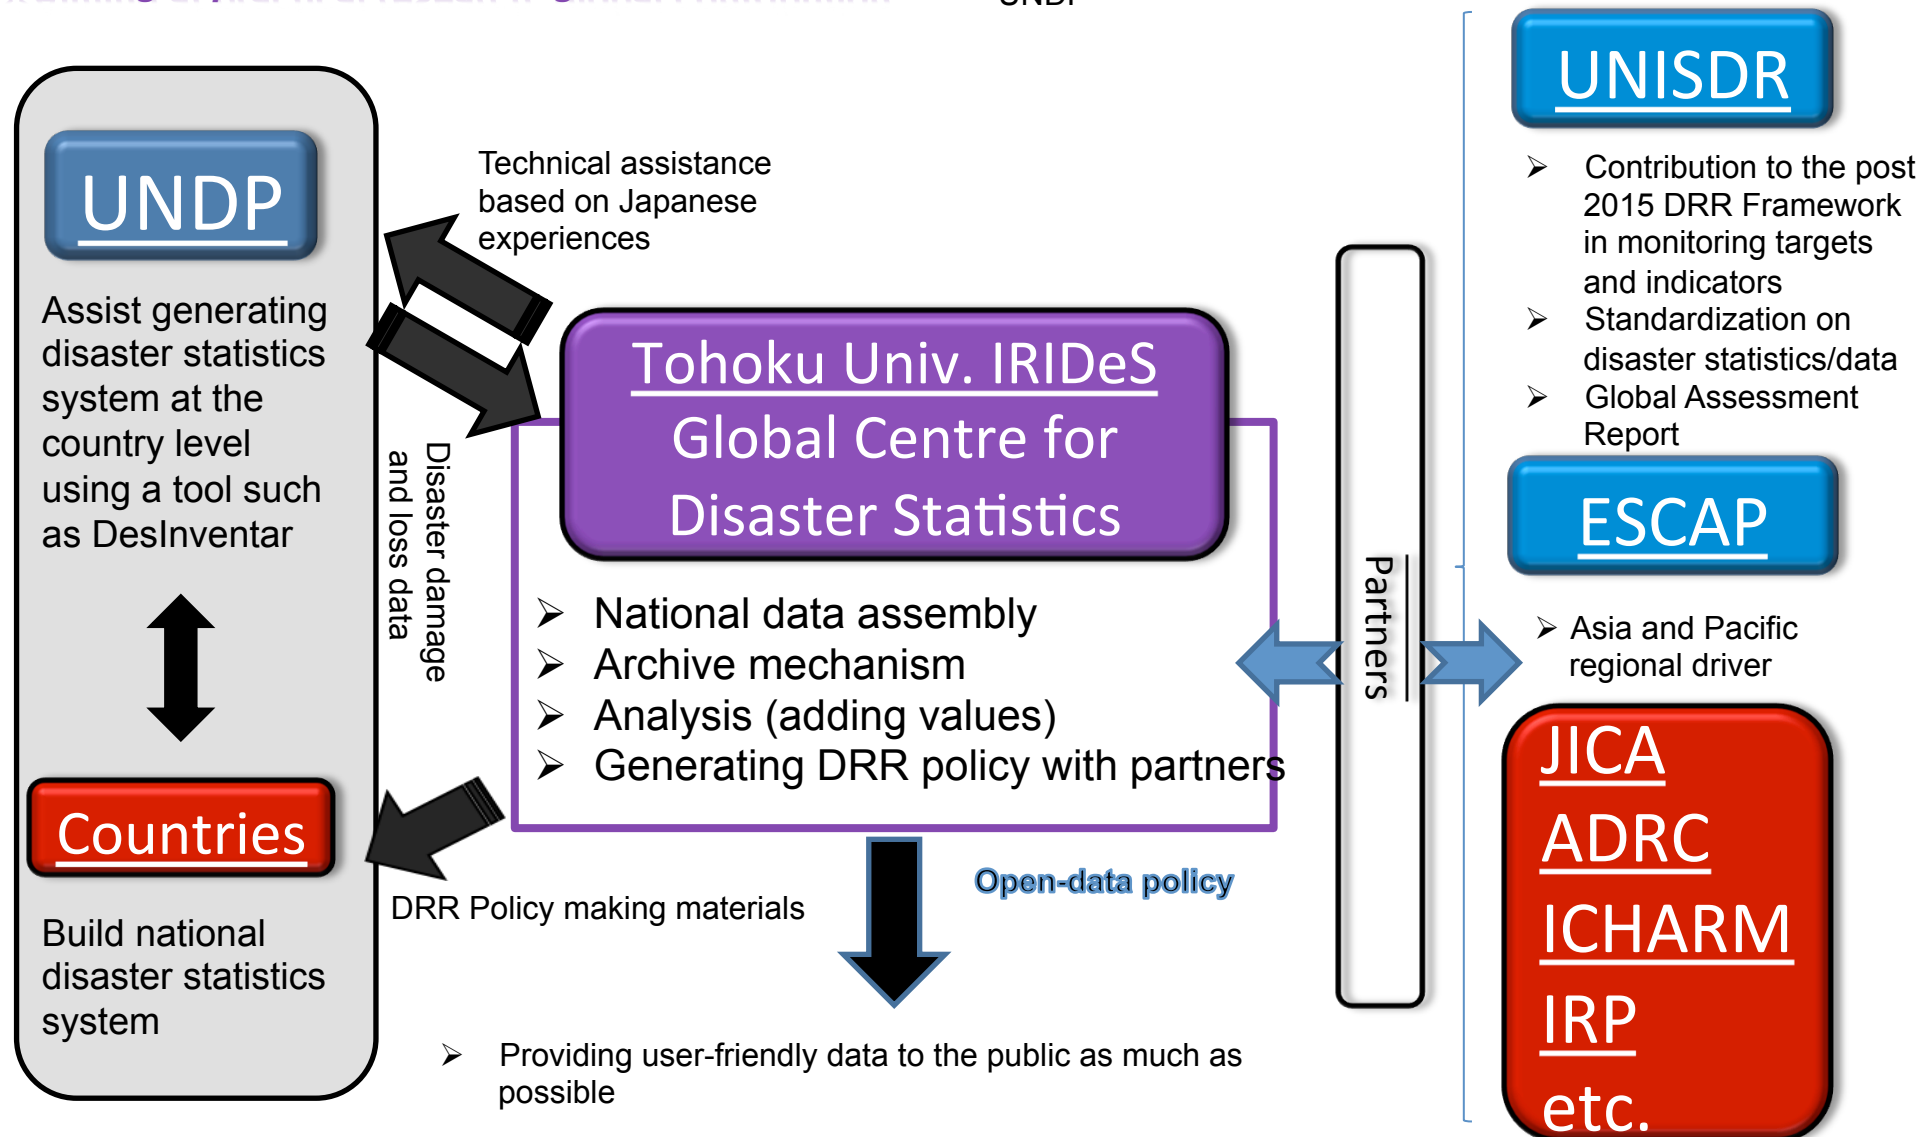 UNDP
UNDP
Assist generating
disaster statistics
system at the
country level
using a tool such
as DesInventar
Countries
Build national
disaster statistics
system
Technical assistance
based on Japanese
experiences
Disaster damage
and loss data
Tohoku Univ. IRIDeS
Global Centre for
Disaster Statistics
➢ National data assembly
➢ Archive mechanism
➢ Analysis (adding values)
➢ Generating DRR policy with partners
DRR Policy making materials
Open-data policy
➢ Providing user-friendly data to the public as much as
possible
Partners
UNISDR
➢ Contribution to the post
2015 DRR Framework
in monitoring targets
and indicators
➢ Standardization on
disaster statistics/data
➢ Global Assessment
Report
ESCAP
➢ Asia and Pacific
regional driver
JICA
ADRC
ICHARM
IRP
etc.